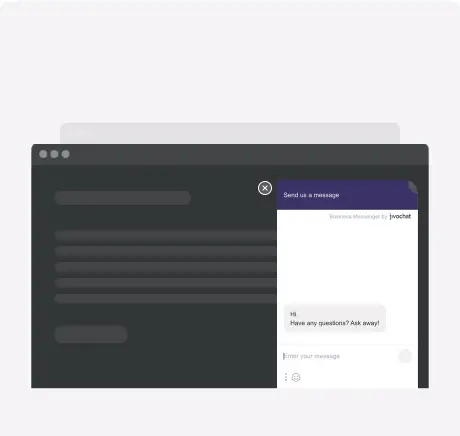 Send us a message
Business Messenger by jivochat
Hi.
Have any questions? Ask away!
Enter your message